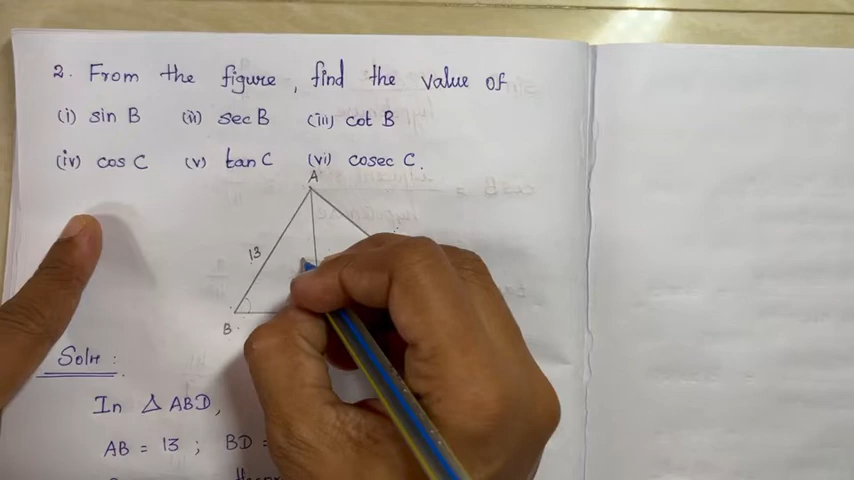 2. From the figure, find the value of
(i) sin B (ii) sec B (iii) cot B
(iv) cos C (v) tan C (vi) cosec C.
A
13
B
Soln :
In △ ABD,
AB = 13 ; BD =